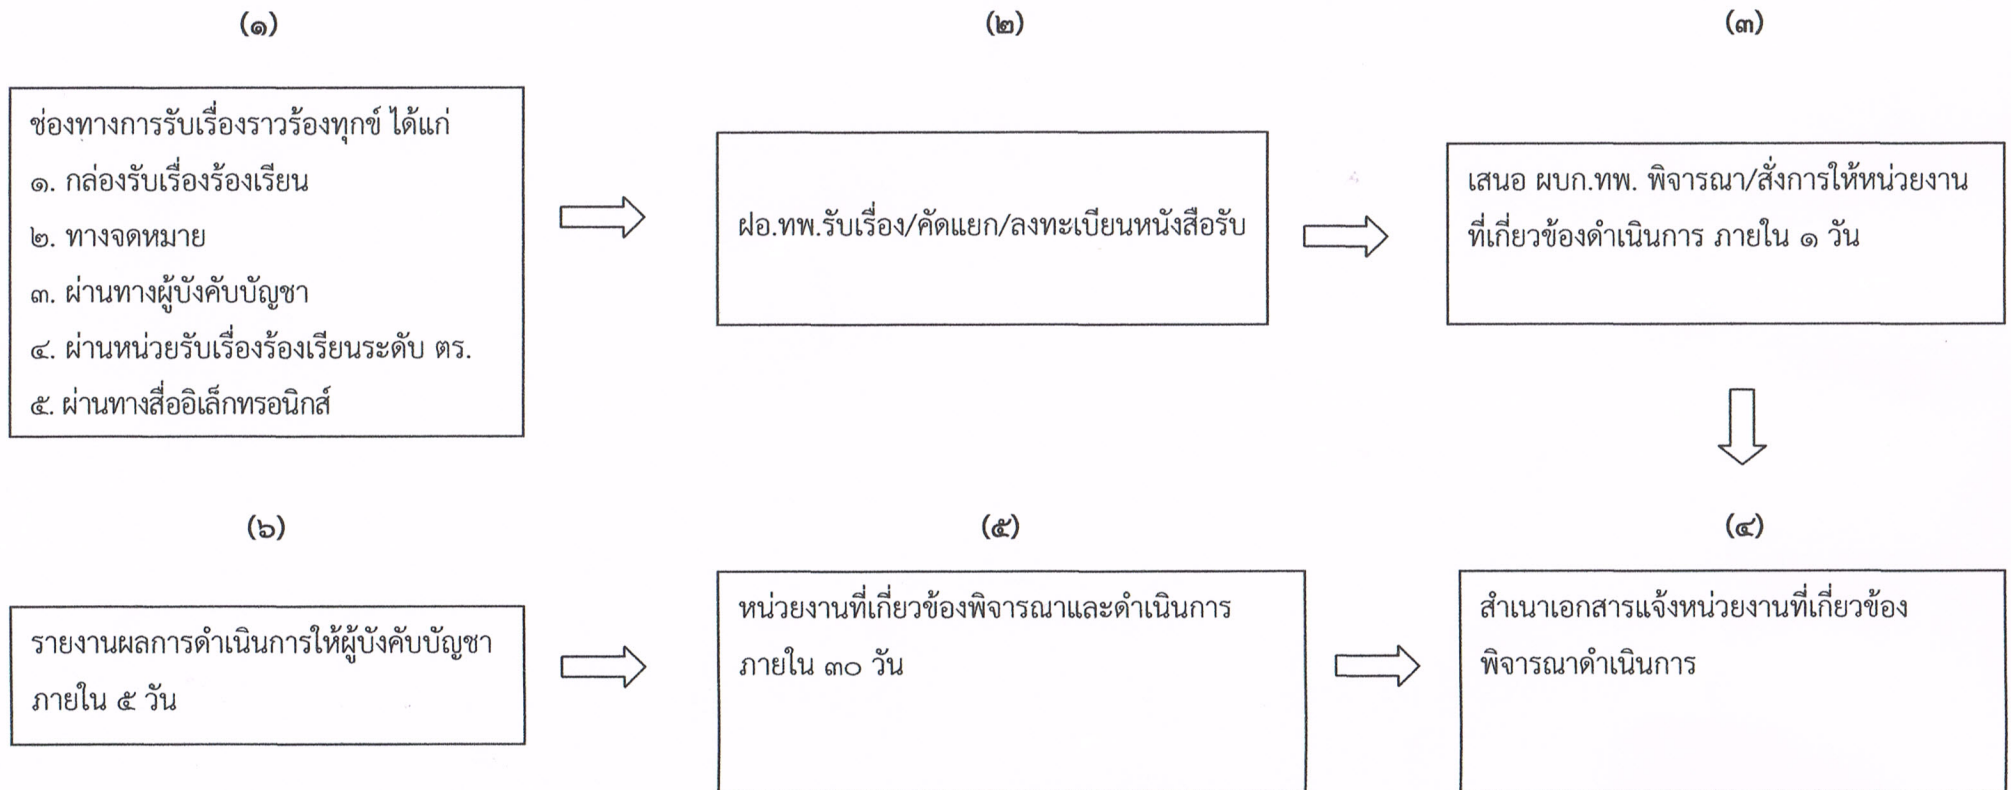 (๑)
ช่องทางการรับเรื่องราวร้องทุกข์ ได้แก่
๑. กล่องรับเรื่องร้องเรียน
๒. ทางจดหมาย
๓. ผ่านทางผู้บังคับบัญชา
๔. ผ่านหน่วยรับเรื่องร้องเรียนระดับ ตร.
๕. ผ่านทางสื่ออิเล็กทรอนิกส์
(๒)
ฝอ.ทพ.รับเรื่อง/คัดแยก/ลงทะเบียนหนังสือรับ
(๓)
เสนอ ผบก.ทพ. พิจารณา/สั่งการให้หน่วยงาน
ที่เกี่ยวข้องดำเนินการ ภายใน ๑ วัน
(๔)
สำเนาเอกสารแจ้งหน่วยงานที่เกี่ยวข้อง
พิจารณาดำเนินการ
(๕)
หน่วยงานที่เกี่ยวข้องพิจารณาและดำเนินการ
ภายใน ๓๐ วัน
(๖)
รายงานผลการดำเนินการให้ผู้บังคับบัญชา
ภายใน ๕ วัน